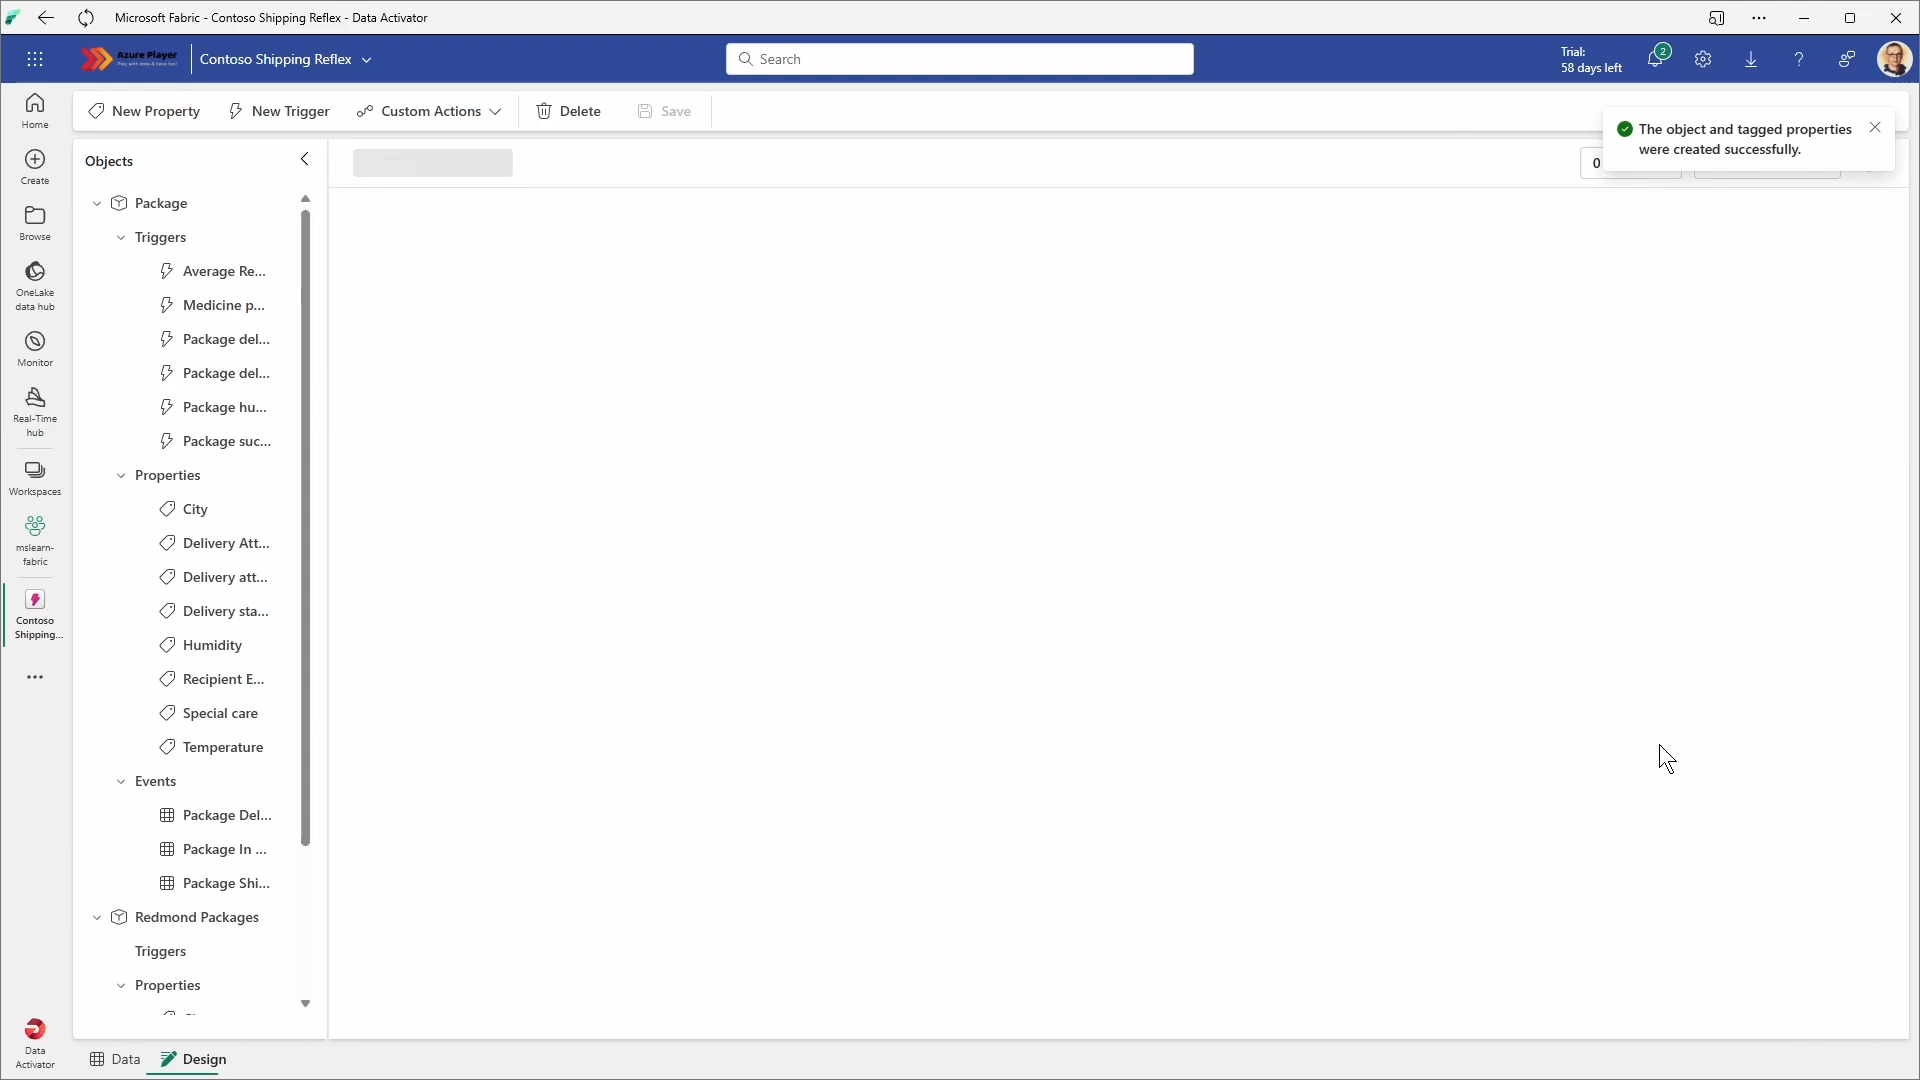 Microsoft Fabric - Contoso Shipping Reflex - Data Activator
Azure Player
Contoso Shipping Reflex
Search
Trial:
58 days left
2
New Property
New Trigger
Custom Actions
Delete
Save
The object and tagged properties
were created successfully.
0
Home
Create
Browse
OneLake
data hub
Monitor
Real-Time
hub
Workspaces
mslearn-
fabric
Contoso
Shipping...
Data
Activator
Objects
Package
Triggers
Average Re...
Medicine p...
Package del...
Package del...
Package hu...
Package suc...
Properties
City
Delivery Att...
Delivery att...
Delivery sta...
Humidity
Recipient E...
Special care
Temperature
Events
Package Del...
Package In ...
Package Shi...
Redmond Packages
Triggers
Properties
Data
Design